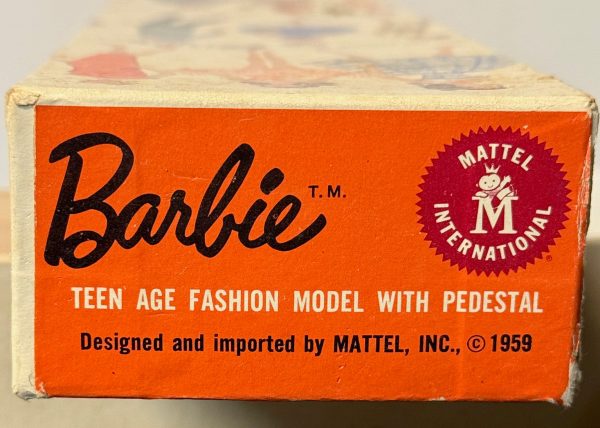 Barbie T.M.
MATTEL
M
INTERNATIONAL ®
TEEN AGE FASHION MODEL WITH PEDESTAL
Designed and imported by MATTEL, INC., © 1959